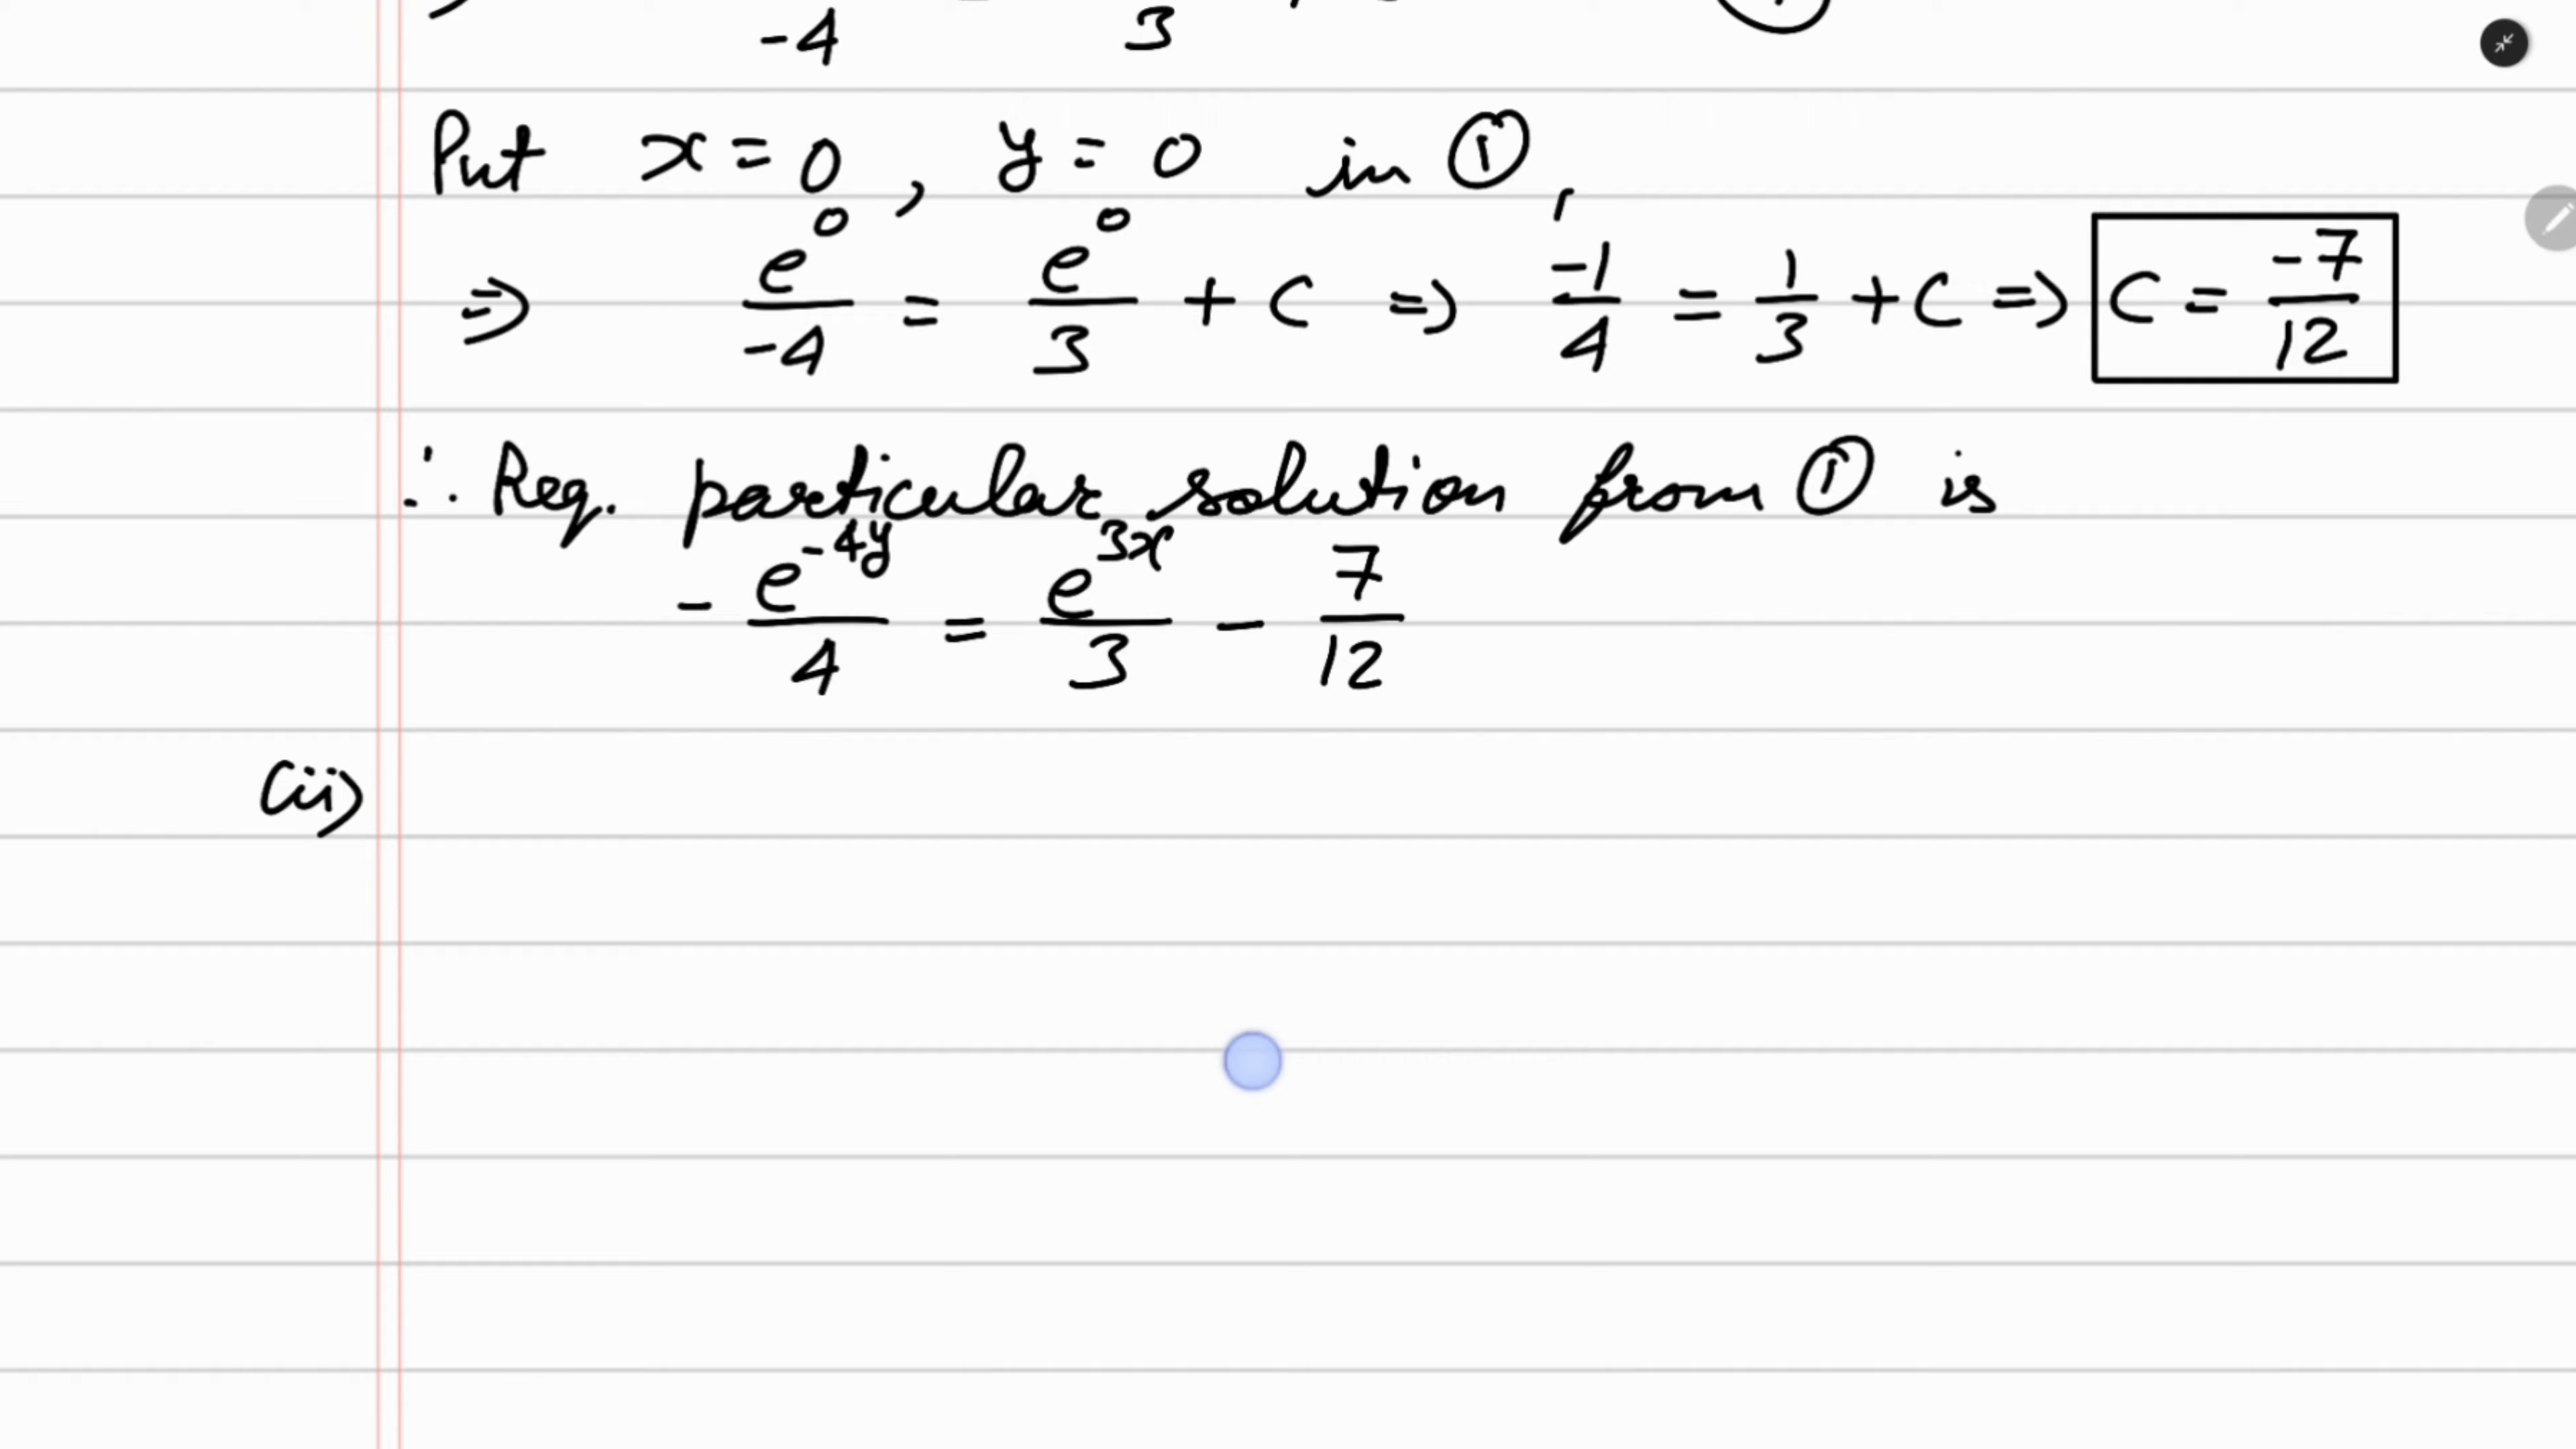 -4 3
Put x = 0, y = 0 in ①,
⇒ e^0/-4 = e^0/3 + C ⇒ -1/4 = 1/3 + C ⇒ C = -7/12
∴ Req. particular solution from ① is
- e^-4y/4 = e^3x/3 - 7/12
(ii)